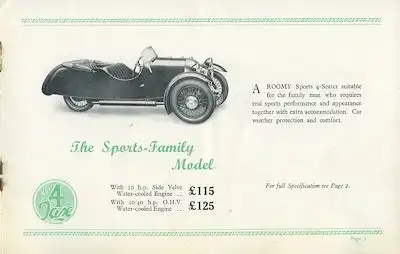 A ROOMY Sports 4-Seater suitable
for the family man who requires
real sports performance and appearance
together with extra accommodation. Car
weather protection and comfort.
The Sports-Family
Model
£4
Tax
With 10 h.p. Side Valve
Water-cooled Engine .. £115
With 10/40 h.p. O.H.V.
Water-cooled Engine .. £125
For full Specification see Page 2.
Page 3